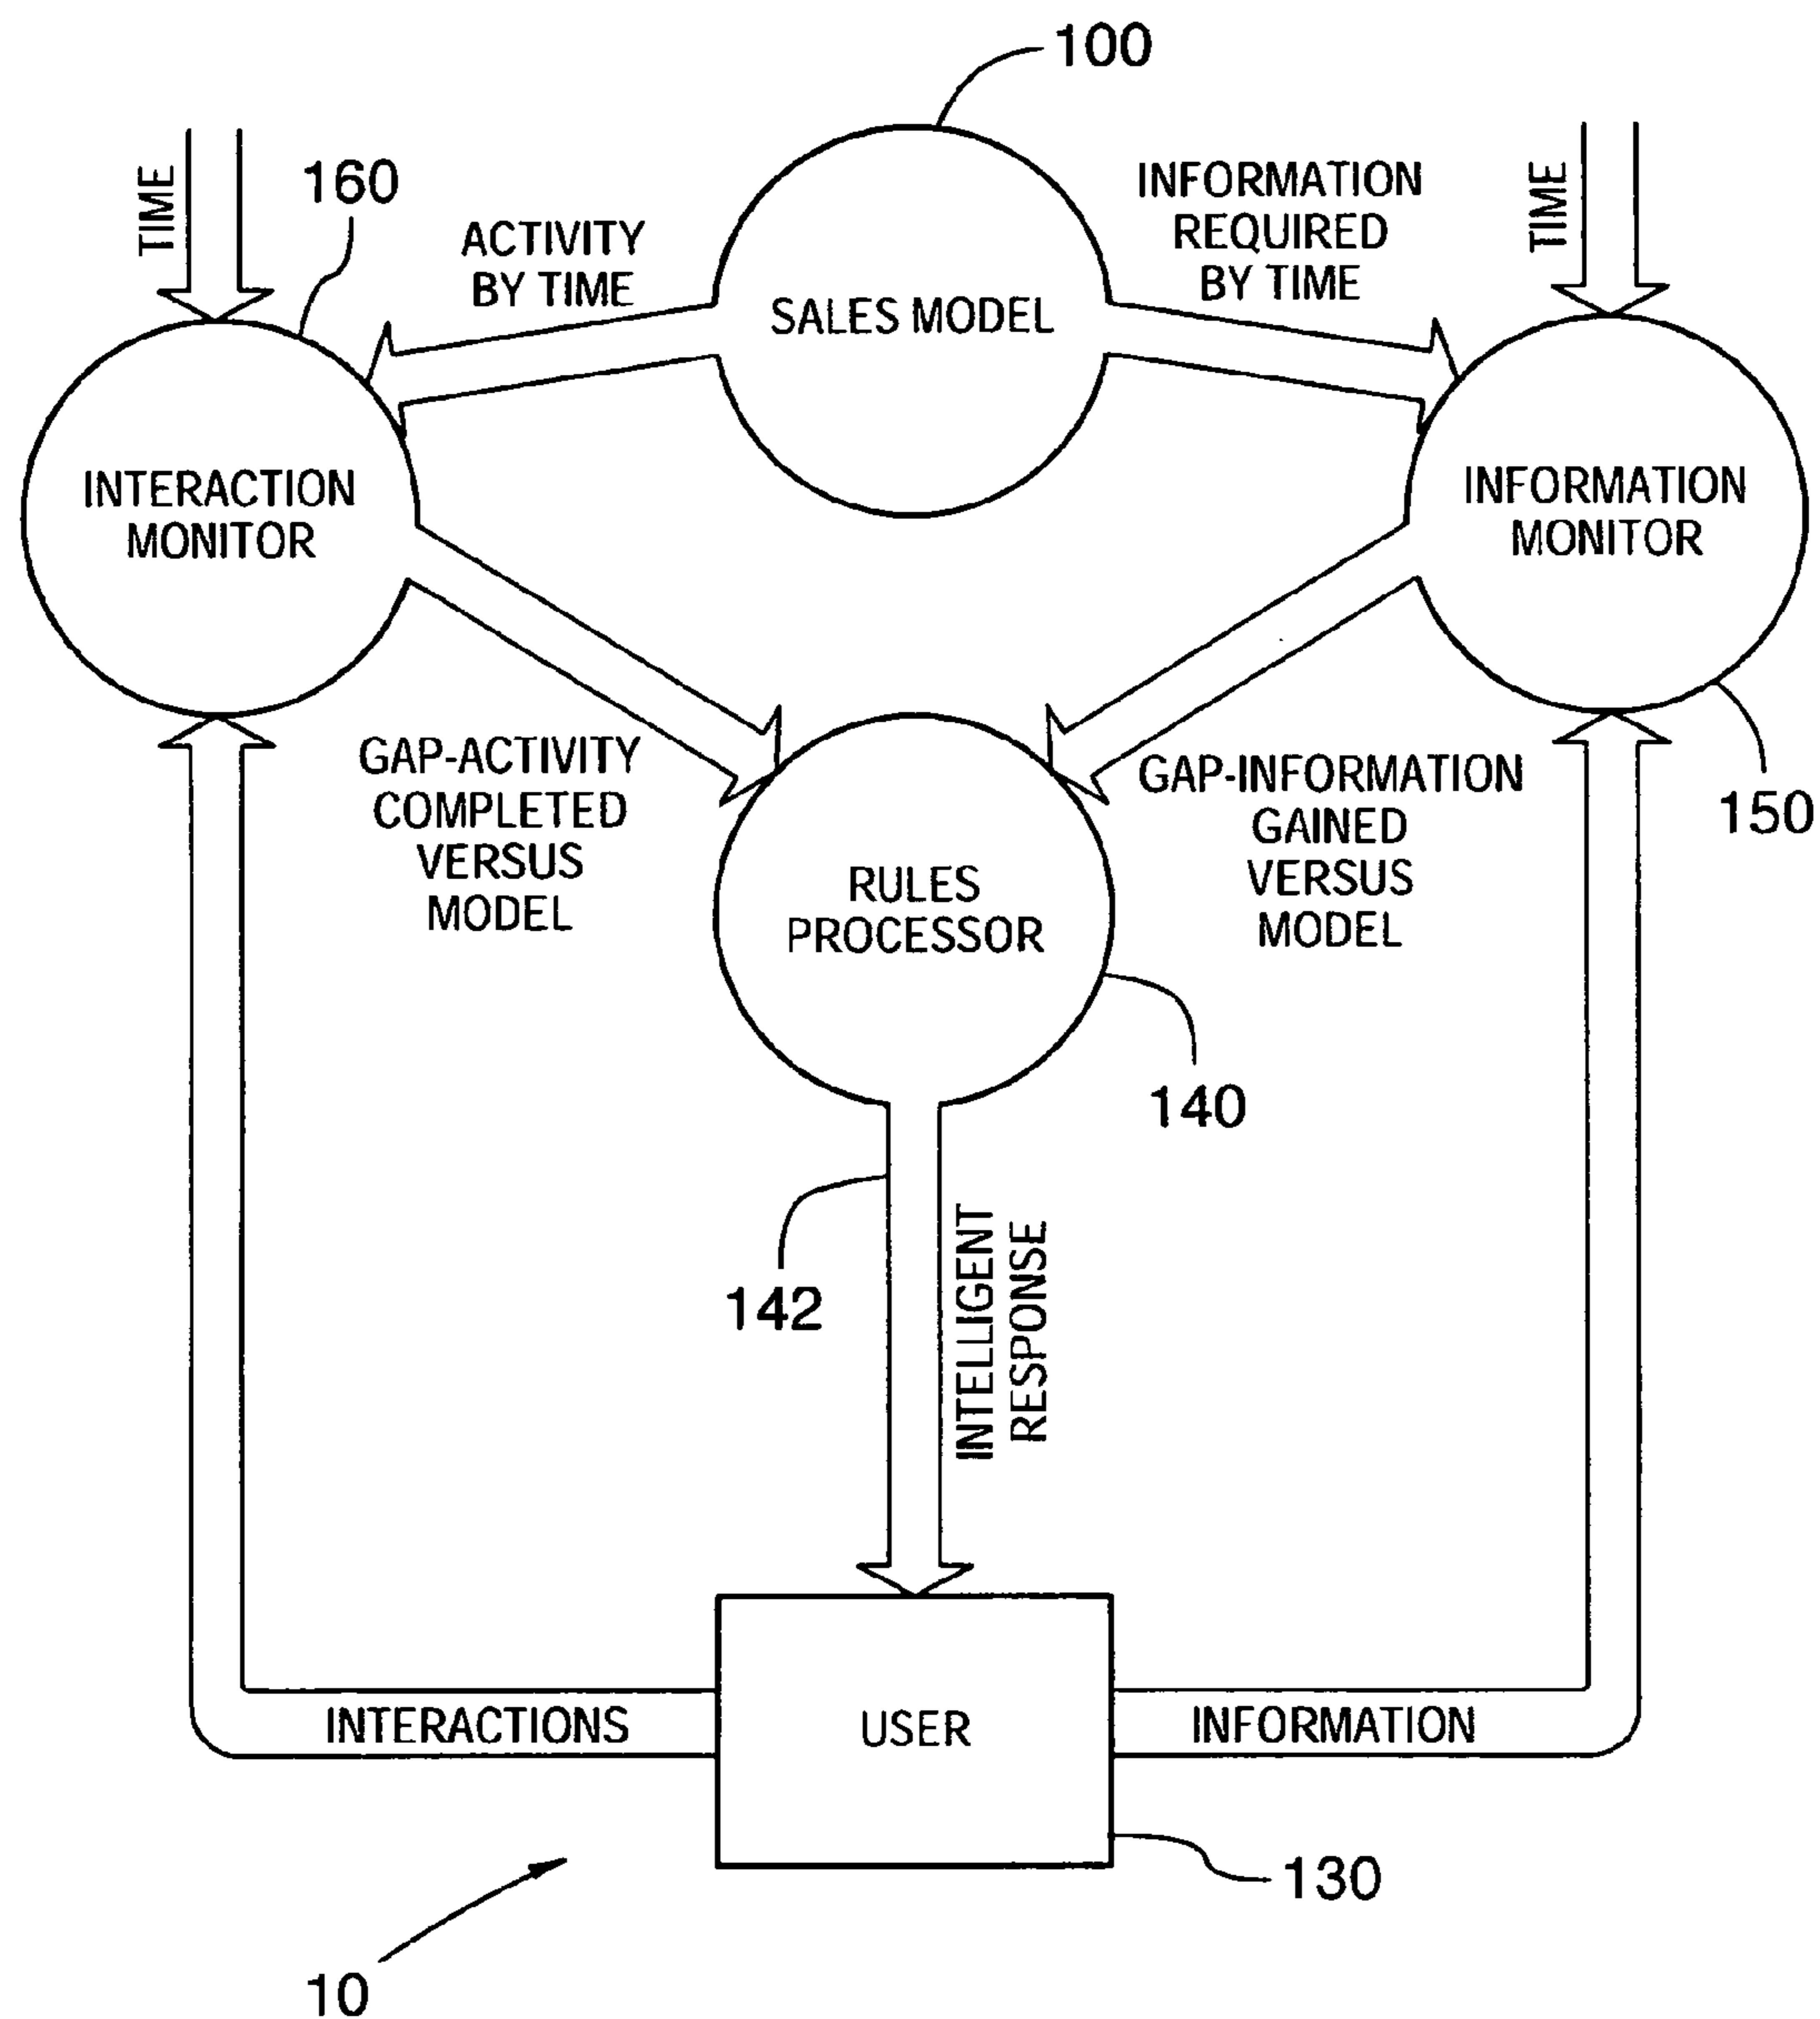 100
TIME
160
ACTIVITY
BY TIME
INFORMATION
REQUIRED
BY TIME
TIME
SALES MODEL
INTERACTION
MONITOR
INFORMATION
MONITOR
GAP-ACTIVITY
COMPLETED
VERSUS
MODEL
GAP-INFORMATION
GAINED
VERSUS
MODEL
150
RULES
PROCESSOR
140
142
INTELLIGENT
RESPONSE
INTERACTIONS
USER
INFORMATION
130
10